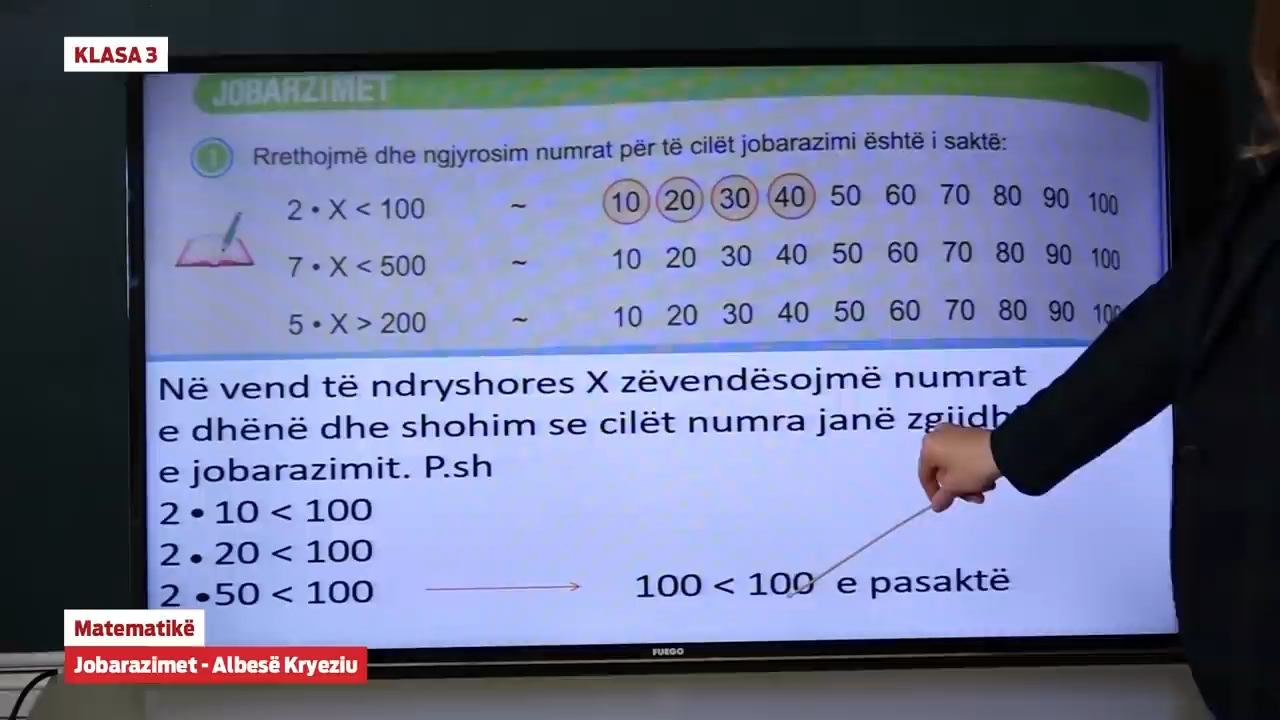 KLASA 3
JOBARZIMET
1 Rrethojmë dhe ngjyrosim numrat për të cilët jobarazimi është i saktë:
2 • X < 100 ~ 10 20 30 40 50 60 70 80 90 100
7 • X < 500 ~ 10 20 30 40 50 60 70 80 90 100
5 • X > 200 ~ 10 20 30 40 50 60 70 80 90 100
Në vend të ndryshores X zëvendësojmë numrat
e dhënë dhe shohim se cilët numra janë
e jobarazimit. P.sh
2 • 10 < 100
2 • 20 < 100
2 • 50 < 100 100 < 100 e pasaktë
FUEGO
Matematikë
Jobarazimet - Albesë Kryeziu